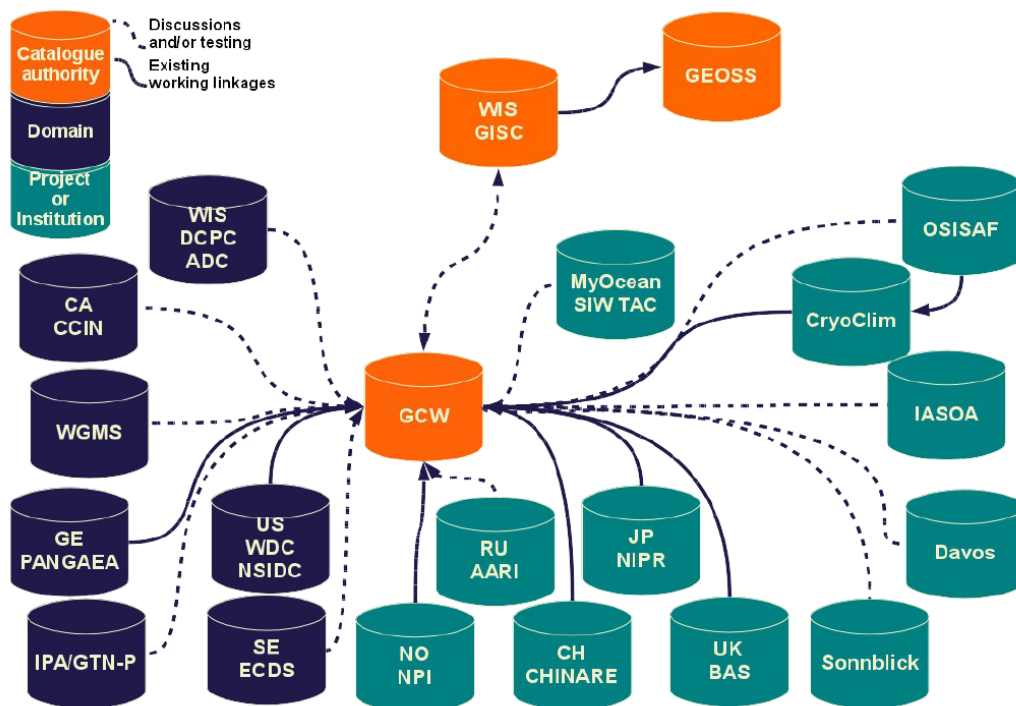 Discussions
and/or testing
Catalogue
authority
Existing
working linkages
Domain
Project
or
Institution
GEOSS
WIS
GISC
WIS
DCPC
ADC
OSISAF
MyOcean
SIW TAC
CA
CCIN
CryoClim
GCW
WGMS
IASOA
GE
PANGAEA
US
WDC
NSIDC
RU
AARI
JP
NIPR
Davos
IPA/GTN-P
SE
ECDS
NO
NPI
CH
CHINARE
UK
BAS
Sonnblick